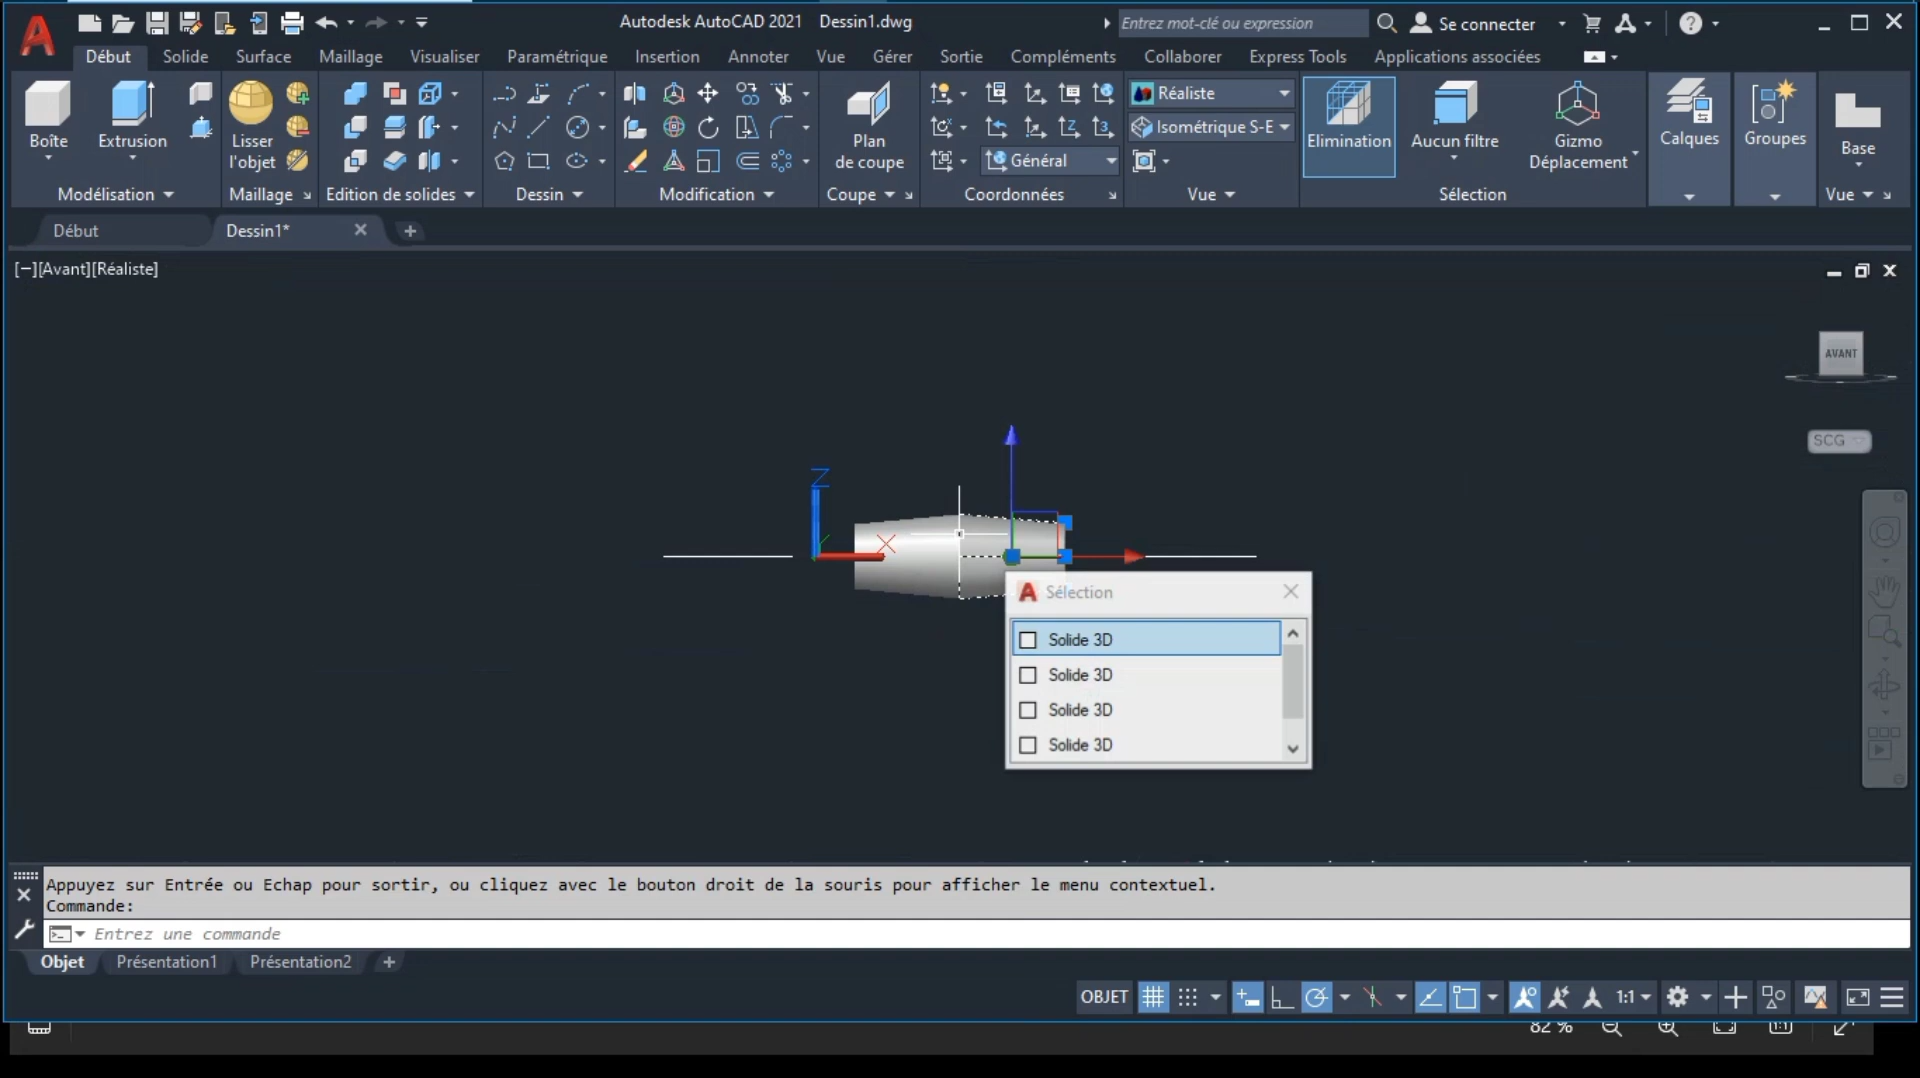 Autodesk AutoCAD 2021 Dessin1.dwg
Entrez mot-clé ou expression
Se connecter
Début Solide Surface Maillage Visualiser Paramétrique Insertion Annoter Vue Gérer Sortie Compléments Collaborer Express Tools Applications associées
Boîte
Extrusion
Lisser
l'objet
Plan
de coupe
Réaliste
Isométrique S-E
Général
Elimination
Aucun filtre
Gizmo
Déplacement
Calques
Groupes
Base
Modélisation Maillage Edition de solides Dessin Modification Coupe Coordonnées Vue Sélection Vue
Début Dessin1*
[−][Avant][Réaliste]
AVANT
SCG
Z
X
Sélection
Solide 3D
Solide 3D
Solide 3D
Solide 3D
Appuyez sur Entrée ou Echap pour sortir, ou cliquez avec le bouton droit de la souris pour afficher le menu contextuel.
Commande:
Entrez une commande
Objet Présentation1 Présentation2
OBJET 1:1
82 % 1:1